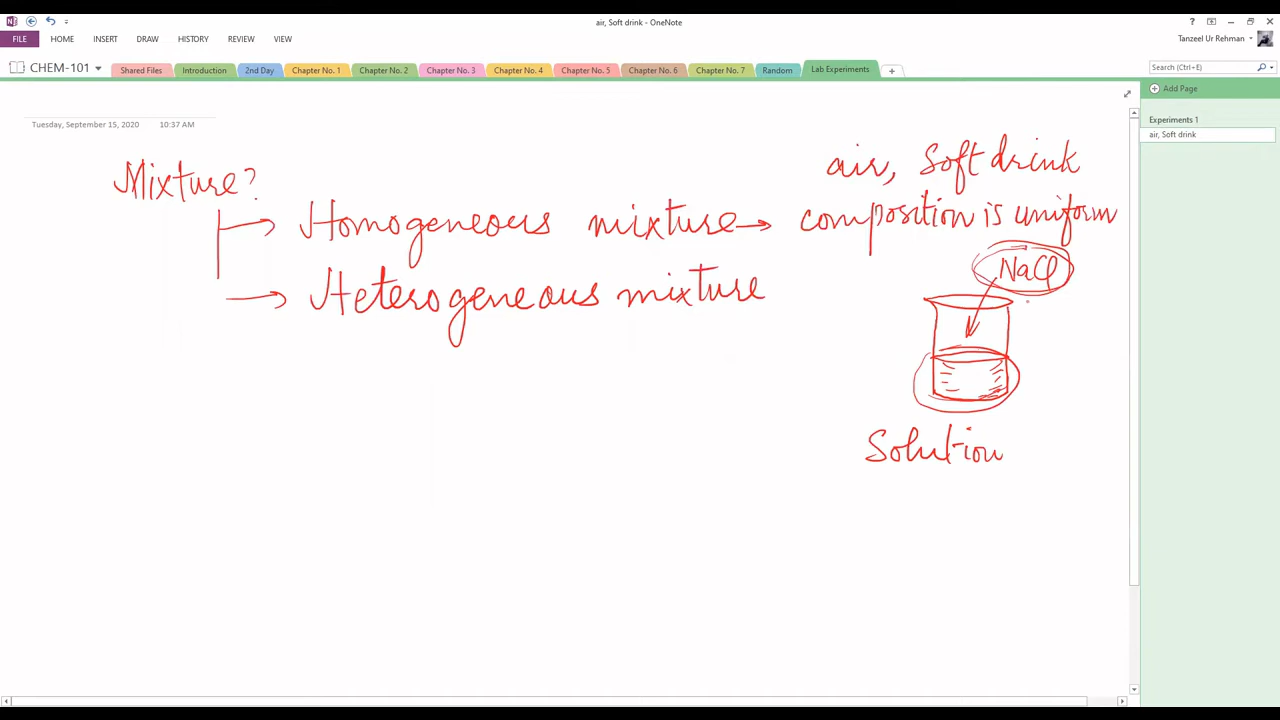 air, Soft drink - OneNote
FILE HOME INSERT DRAW HISTORY REVIEW VIEW
Tanzeel Ur Rehman
CHEM-101 Shared Files Introduction 2nd Day Chapter No. 1 Chapter No. 2 Chapter No. 3 Chapter No. 4 Chapter No. 5 Chapter No. 6 Chapter No. 7 Random Lab Experiments
Search (Ctrl+E)
Add Page
Experiments 1
air, Soft drink
Tuesday, September 15, 2020 10:37 AM
Mixture?
air, Soft drink
Homogeneous mixture → composition is uniform
NaCl
→ Heterogeneous mixture
Solution